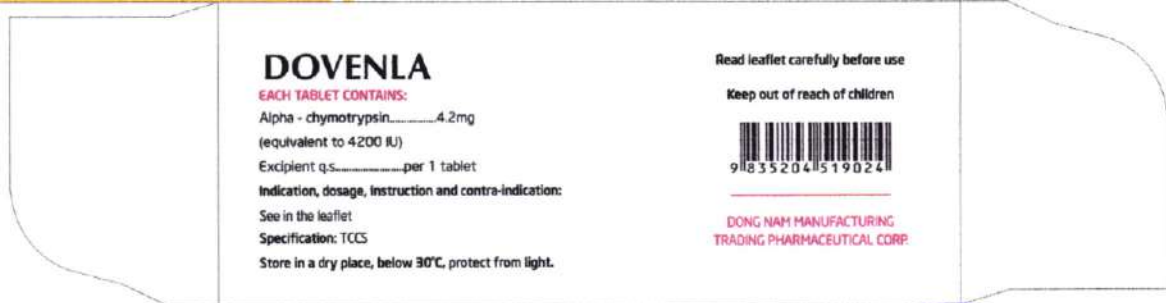 DOVENLA
EACH TABLET CONTAINS:
Alpha - chymotrypsin..............4.2mg
(equivalent to 4200 IU)
Excipient q.s......................per 1 tablet
Indication, dosage, instruction and contra-indication:
See in the leaflet
Specification: TCCS
Store in a dry place, below 30°C, protect from light.
Read leaflet carefully before use
Keep out of reach of children
9 835204 519024
DONG NAM MANUFACTURING
TRADING PHARMACEUTICAL CORP.